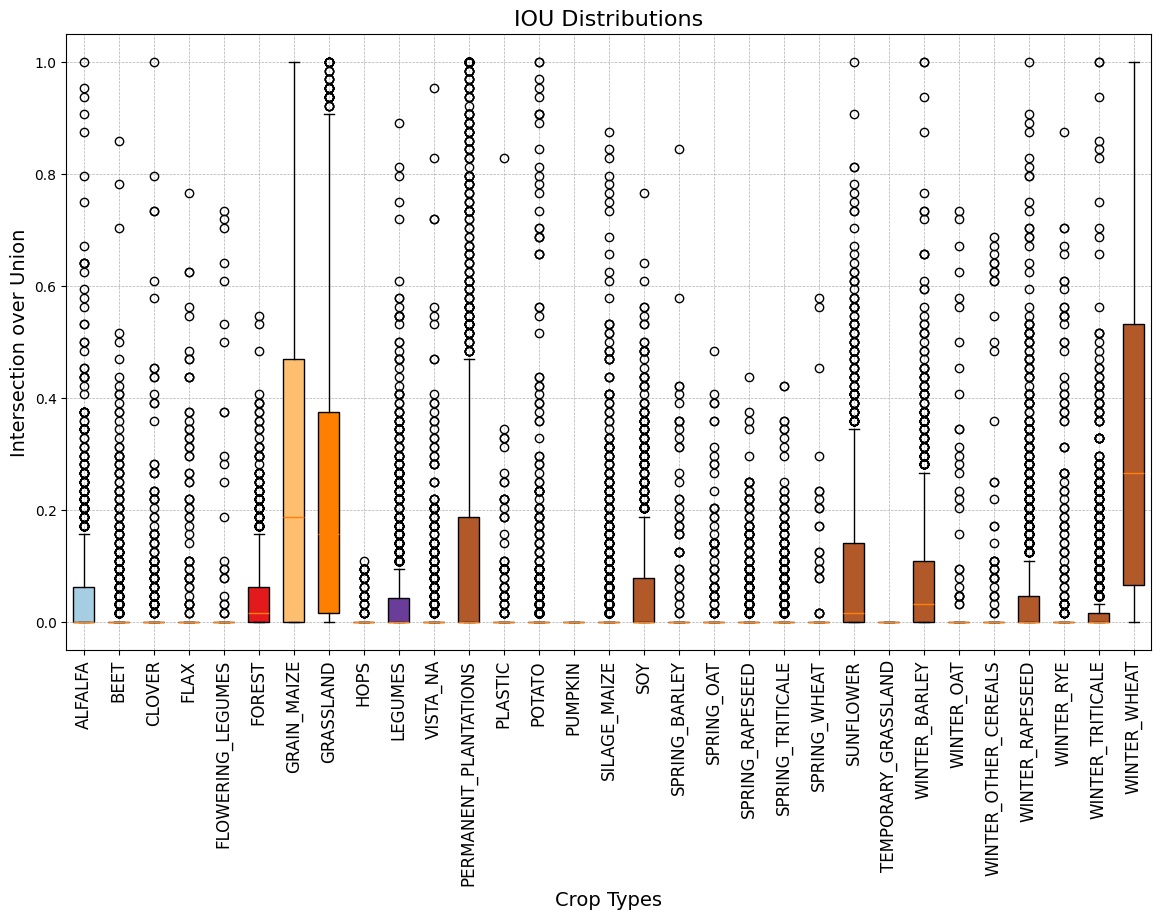 IOU Distributions
Intersection over Union
1.0
0.8
0.6
0.4
0.2
0.0
ALFALFA
BEET
CLOVER
FLAX
FLOWERING_LEGUMES
FOREST
GRAIN_MAIZE
GRASSLAND
HOPS
LEGUMES
VISTA_NA
PERMANENT_PLANTATIONS
PLASTIC
POTATO
PUMPKIN
SILAGE_MAIZE
SOY
SPRING_BARLEY
SPRING_OAT
SPRING_RAPESEED
SPRING_TRITICALE
SPRING_WHEAT
SUNFLOWER
TEMPORARY_GRASSLAND
WINTER_BARLEY
WINTER_OAT
WINTER_OTHER_CEREALS
WINTER_RAPESEED
WINTER_RYE
WINTER_TRITICALE
WINTER_WHEAT
Crop Types